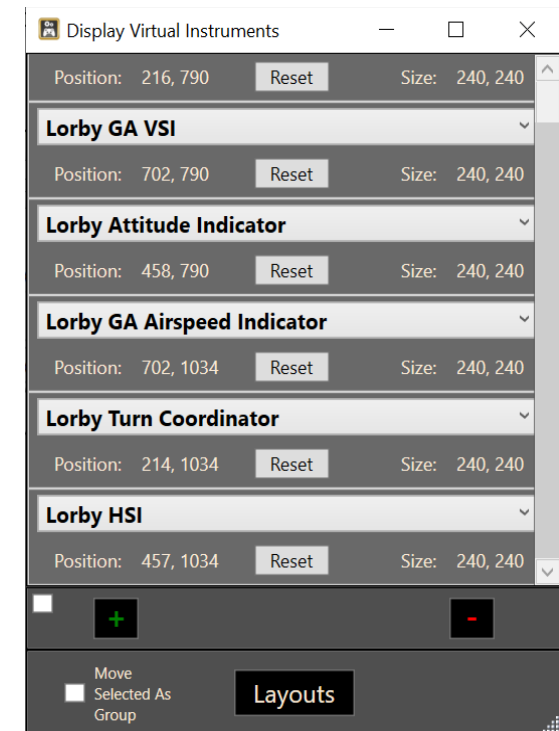 Display Virtual Instruments
Position: 216, 790 Reset Size: 240, 240
Lorby GA VSI
Position: 702, 790 Reset Size: 240, 240
Lorby Attitude Indicator
Position: 458, 790 Reset Size: 240, 240
Lorby GA Airspeed Indicator
Position: 702, 1034 Reset Size: 240, 240
Lorby Turn Coordinator
Position: 214, 1034 Reset Size: 240, 240
Lorby HSI
Position: 457, 1034 Reset Size: 240, 240
+ -
Move
Selected As
Group
Layouts